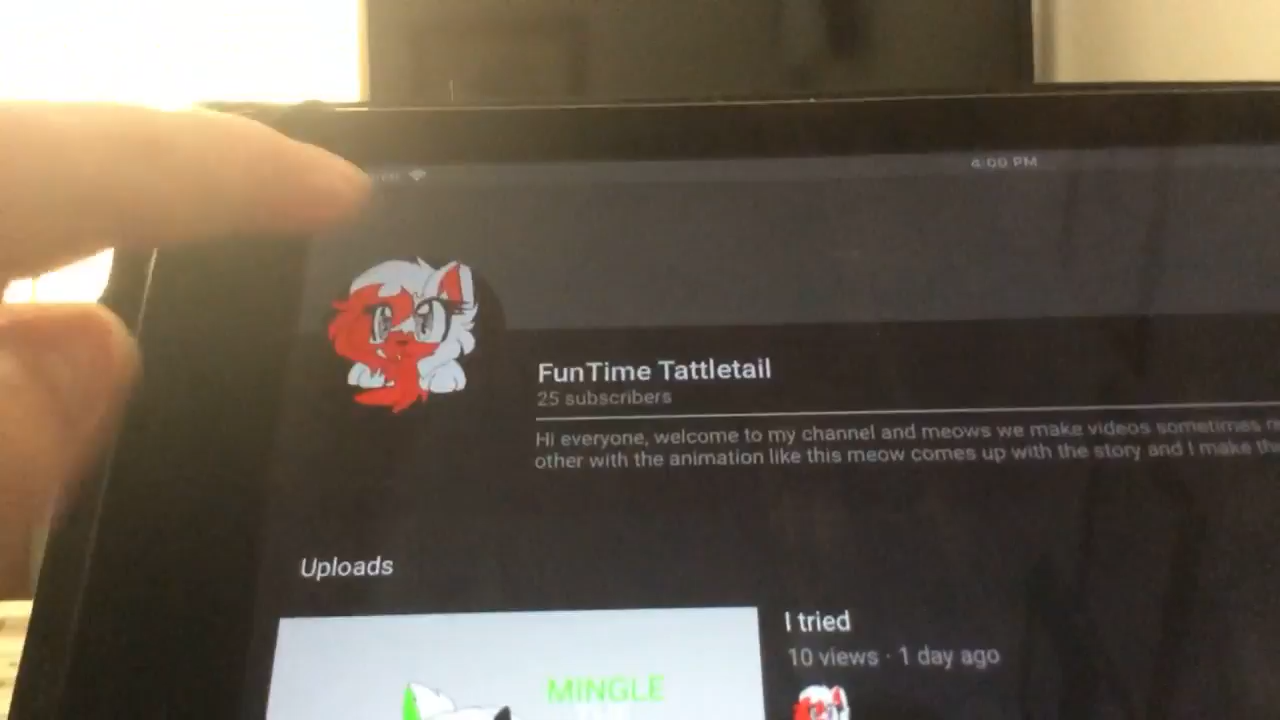 4:00 PM
FunTime Tattletail
25 subscribers
Hi everyone, welcome to my channel and meows we make videos sometimes
other with the animation like this meow comes up with the story and I make
Uploads
I tried
10 views · 1 day ago
MINGLE